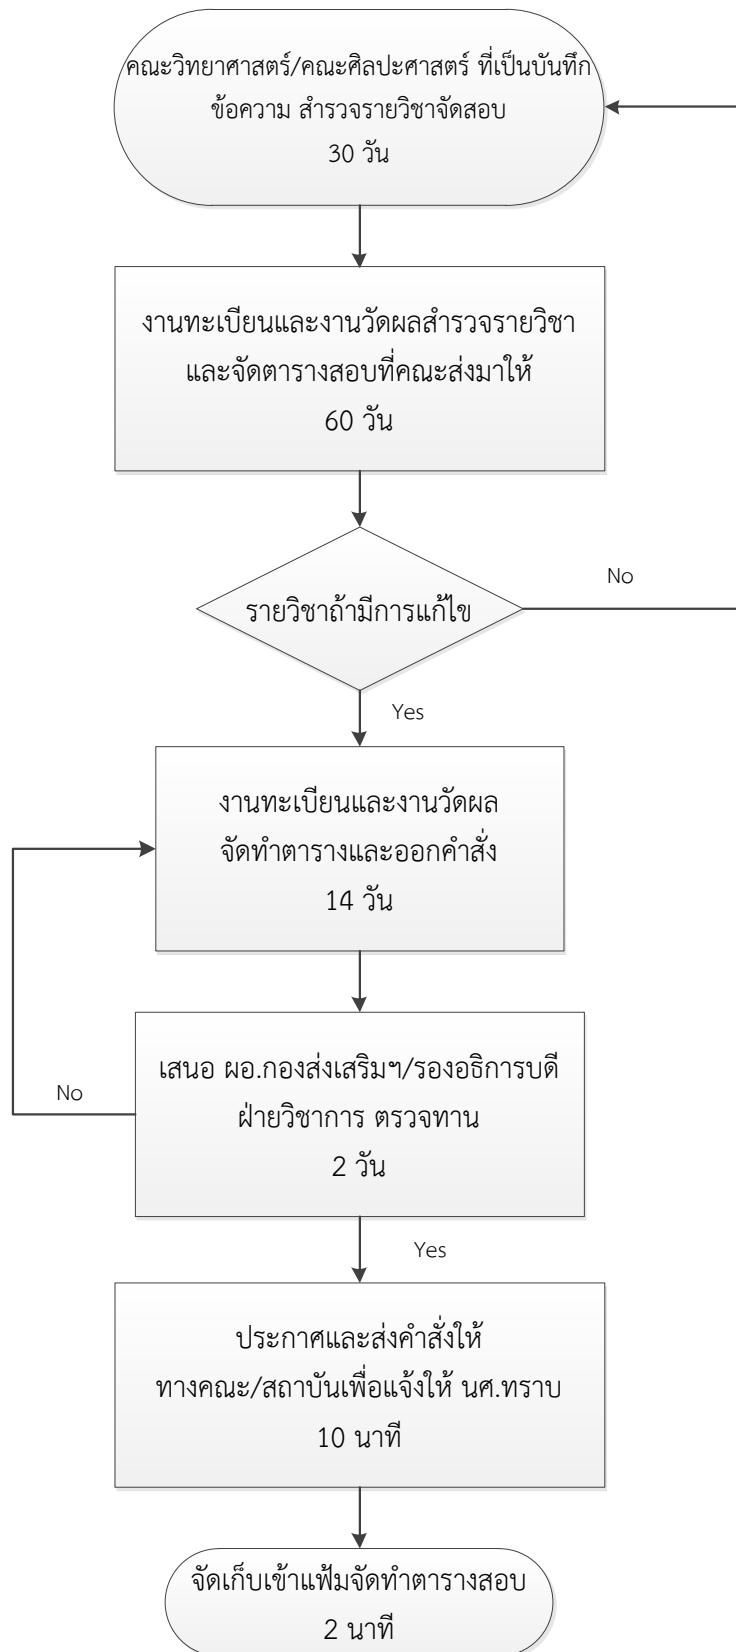 คณะวิทยาศาสตร์/คณะศิลปะศาสตร์ ที่เป็นบันทึก
ข้อความ สำรวจรายวิชาจัดสอบ
30 วัน
งานทะเบียนและงานวัดผลสำรวจรายวิชา
และจัดตารางสอบที่คณะส่งมาให้
60 วัน
รายวิชาถ้ามีการแก้ไข
No
Yes
งานทะเบียนและงานวัดผล
จัดทำตารางและออกคำสั่ง
14 วัน
เสนอ ผอ.กองส่งเสริมฯ/รองอธิการบดี
ฝ่ายวิชาการ ตรวจทาน
2 วัน
No
Yes
ประกาศและส่งคำสั่งให้
ทางคณะ/สถาบันเพื่อแจ้งให้ นศ.ทราบ
10 นาที
จัดเก็บเข้าแฟ้มจัดทำตารางสอบ
2 นาที